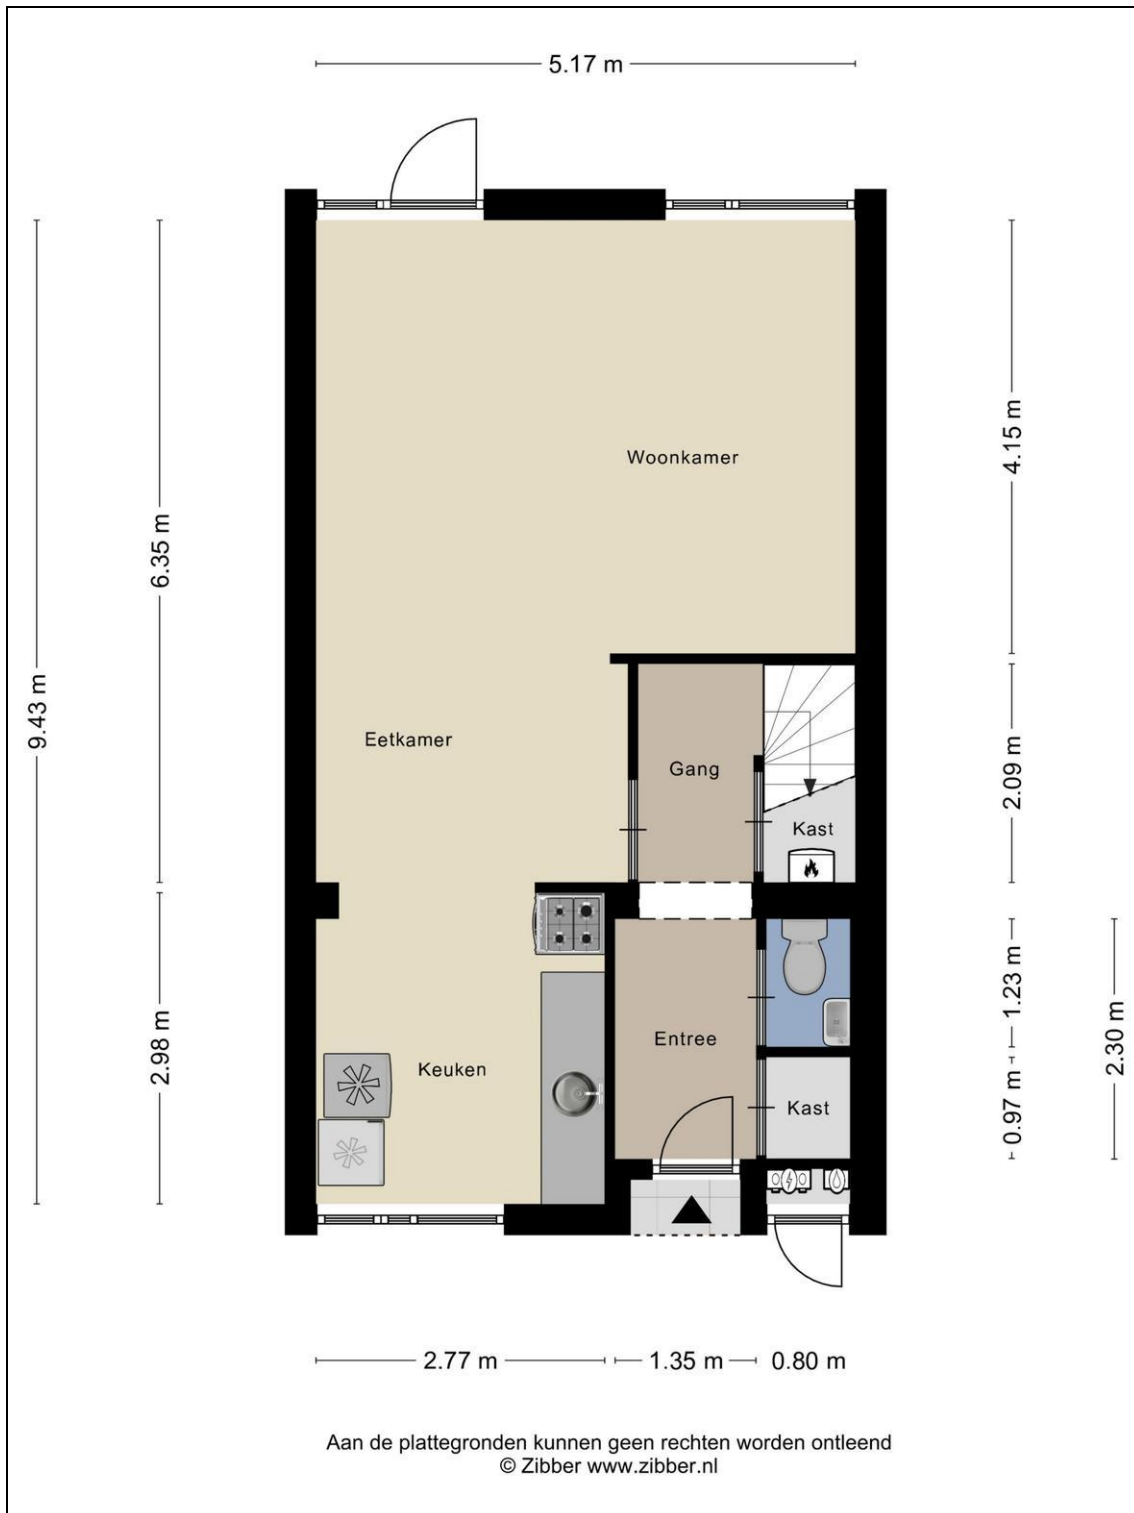 5.17 m
Woonkamer
4.15 m
6.35 m
9.43 m
Eetkamer
Gang
2.09 m
Kast
Keuken
2.98 m
Entree
1.23 m
2.30 m
Kast
0.97 m
2.77 m
1.35 m
0.80 m
Aan de plattegronden kunnen geen rechten worden ontleend
© Zibber www.zibber.nl